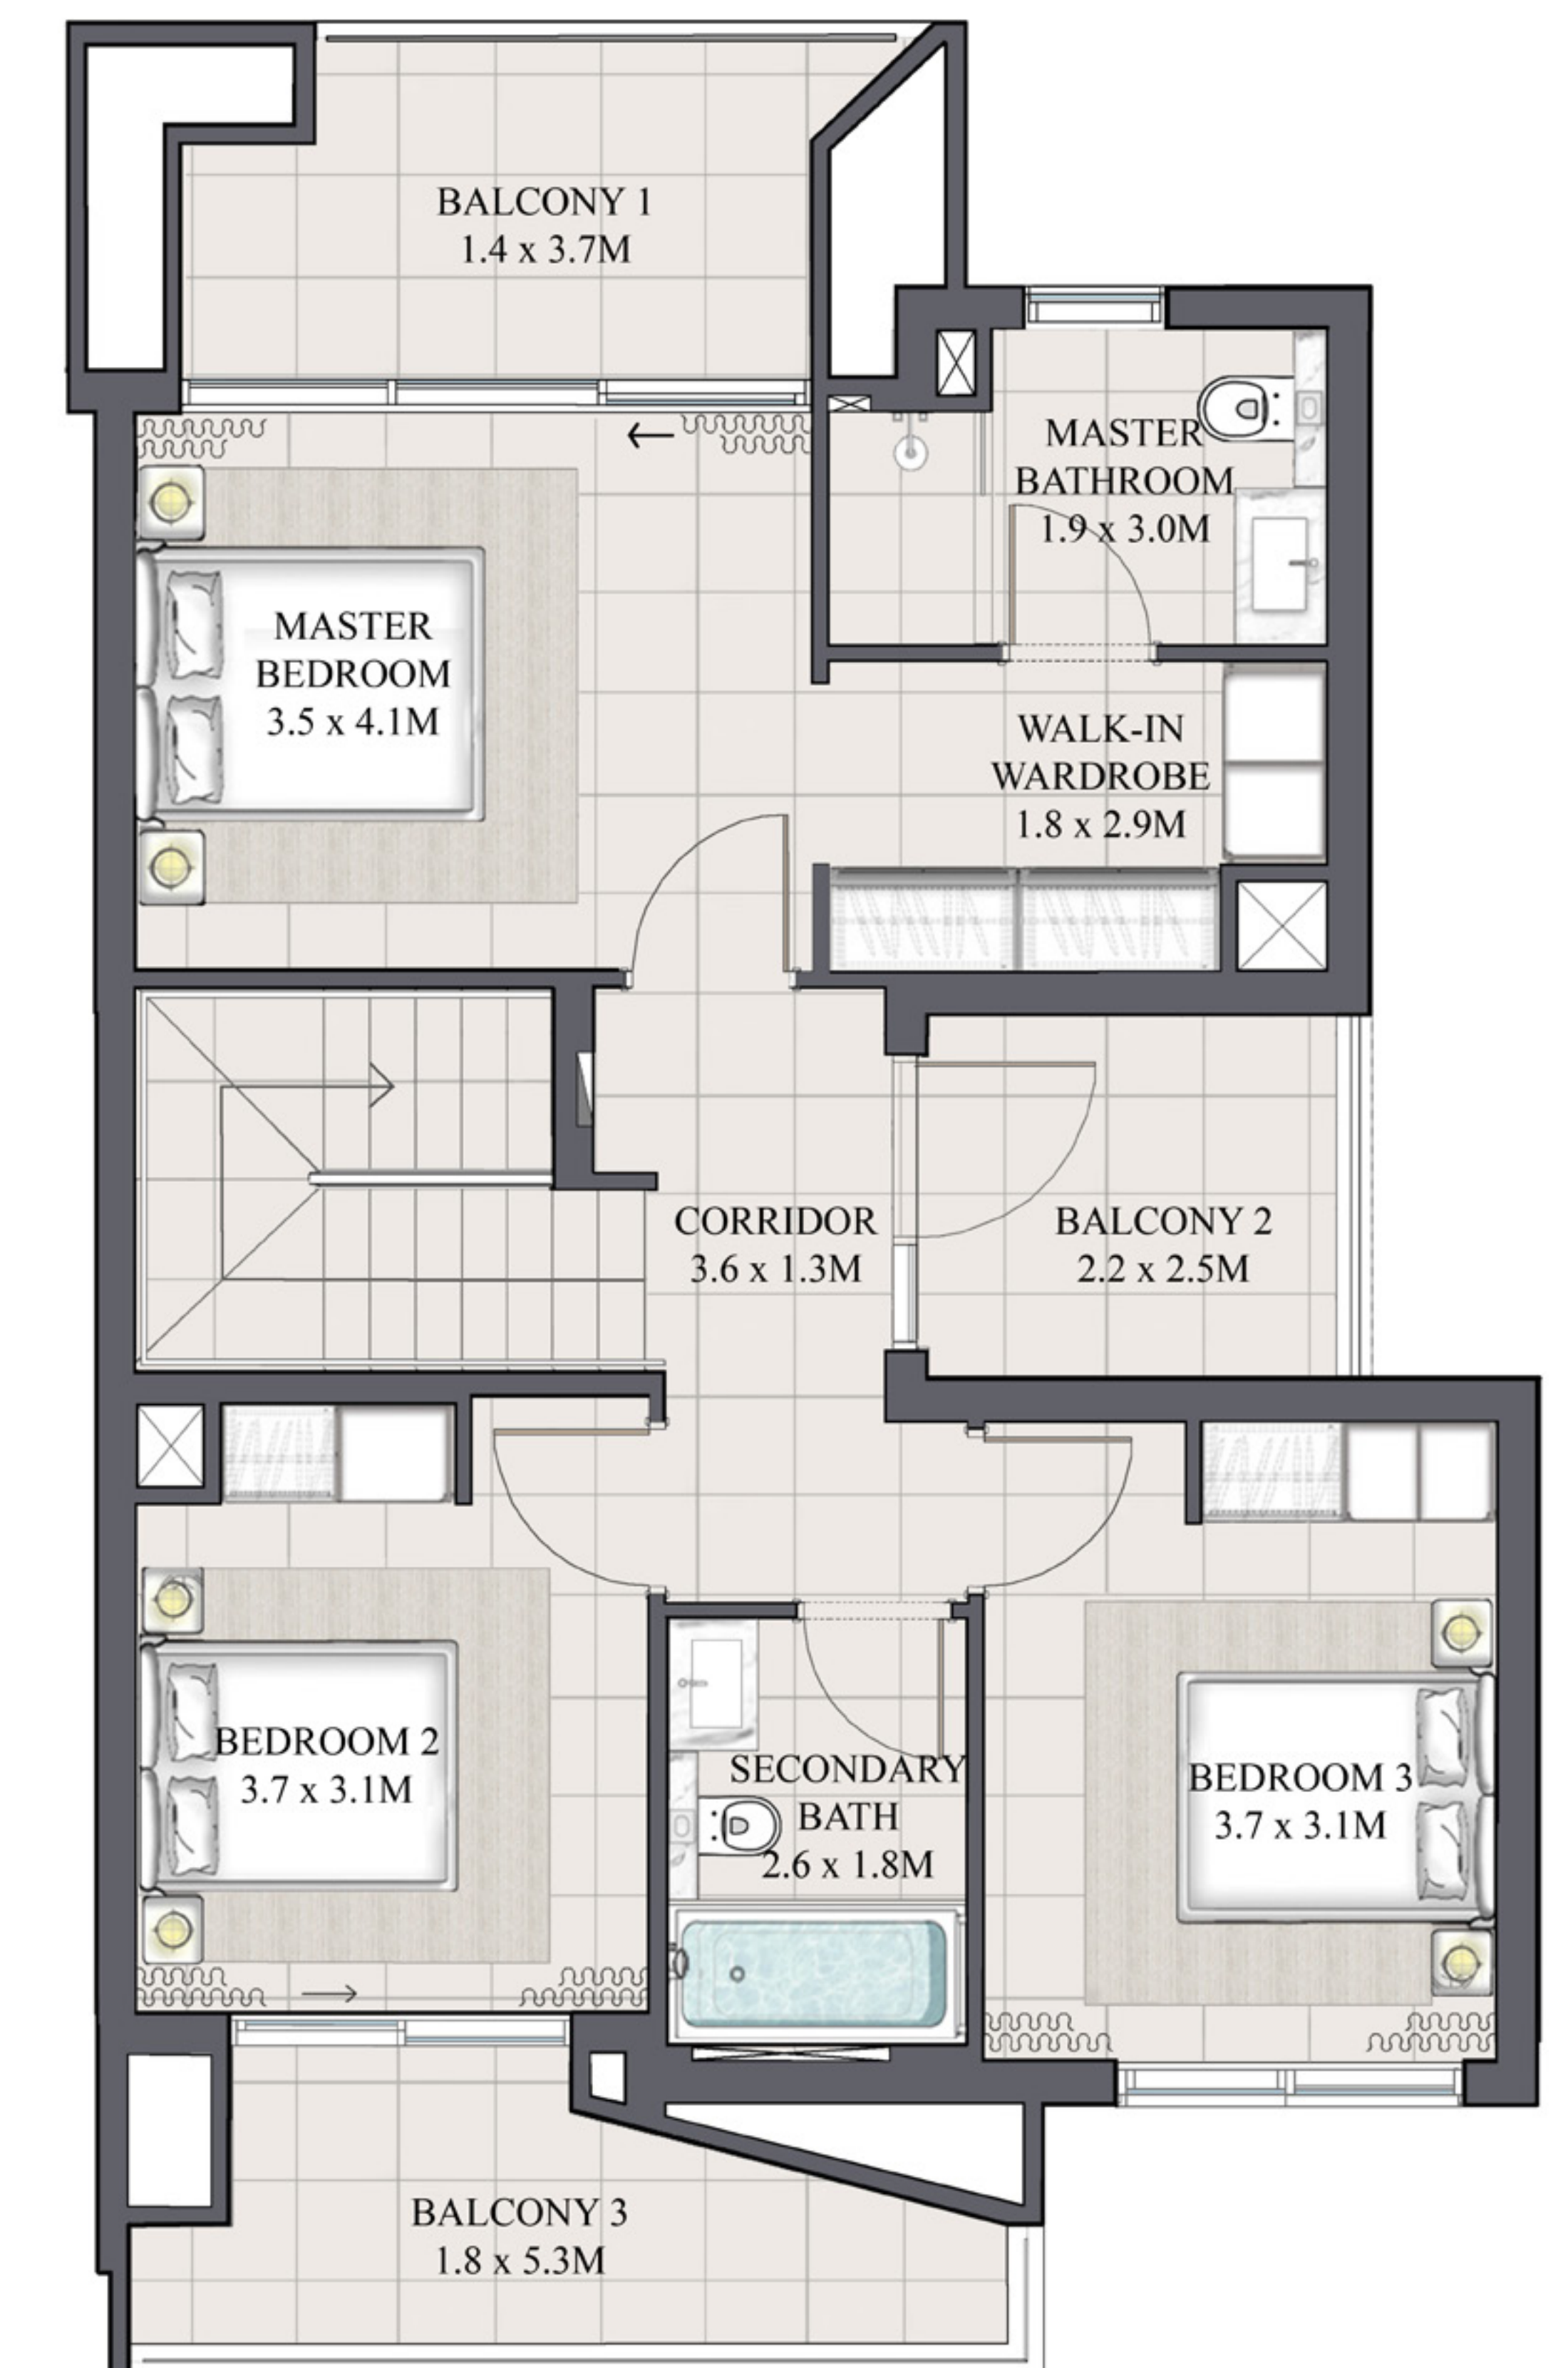 BALCONY 1
1.4 x 3.7M
MASTER
BATHROOM
1.9 x 3.0M
MASTER
BEDROOM
3.5 x 4.1M
WALK-IN
WARDROBE
1.8 x 2.9M
CORRIDOR
3.6 x 1.3M
BALCONY 2
2.2 x 2.5M
BEDROOM 2
3.7 x 3.1M
SECONDARY
BATH
2.6 x 1.8M
BEDROOM 3
3.7 x 3.1M
BALCONY 3
1.8 x 5.3M